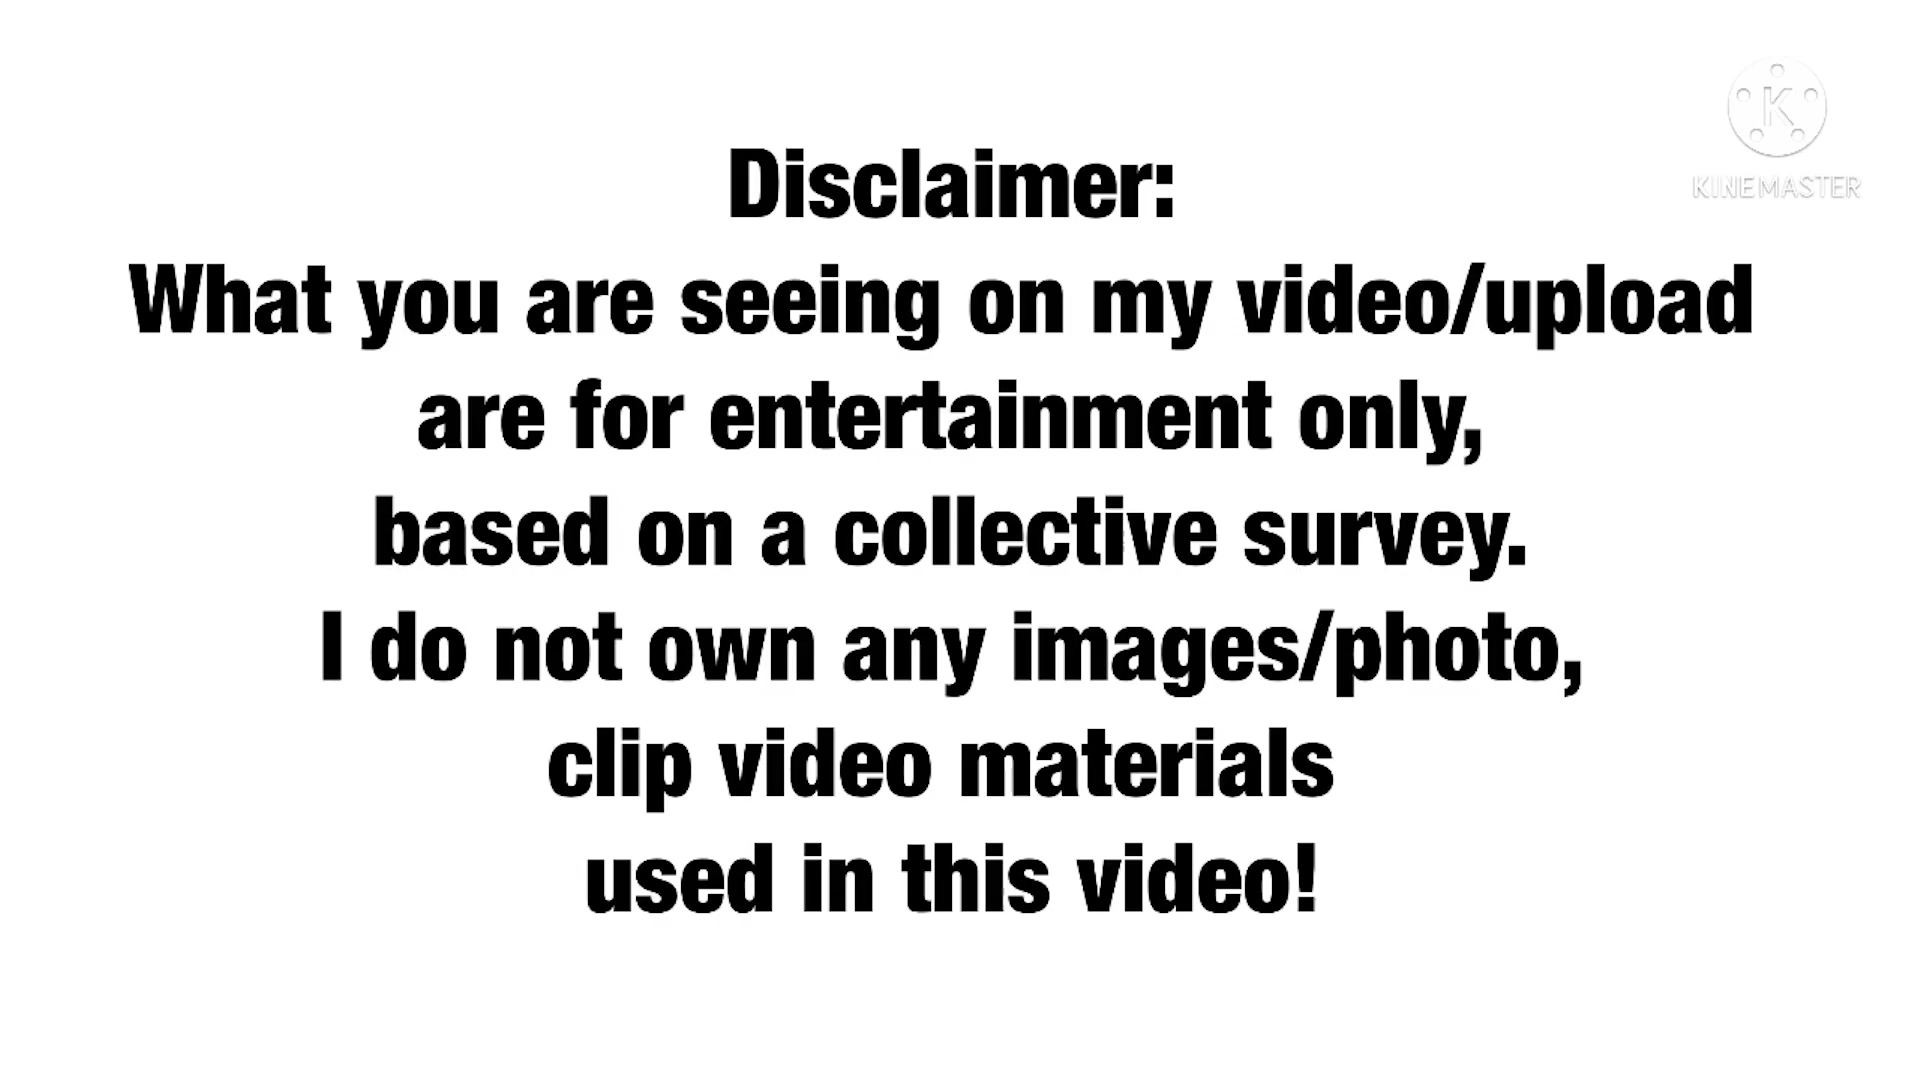 K
KINEMASTER
Disclaimer:
What you are seeing on my video/upload
are for entertainment only,
based on a collective survey.
I do not own any images/photo,
clip video materials
used in this video!